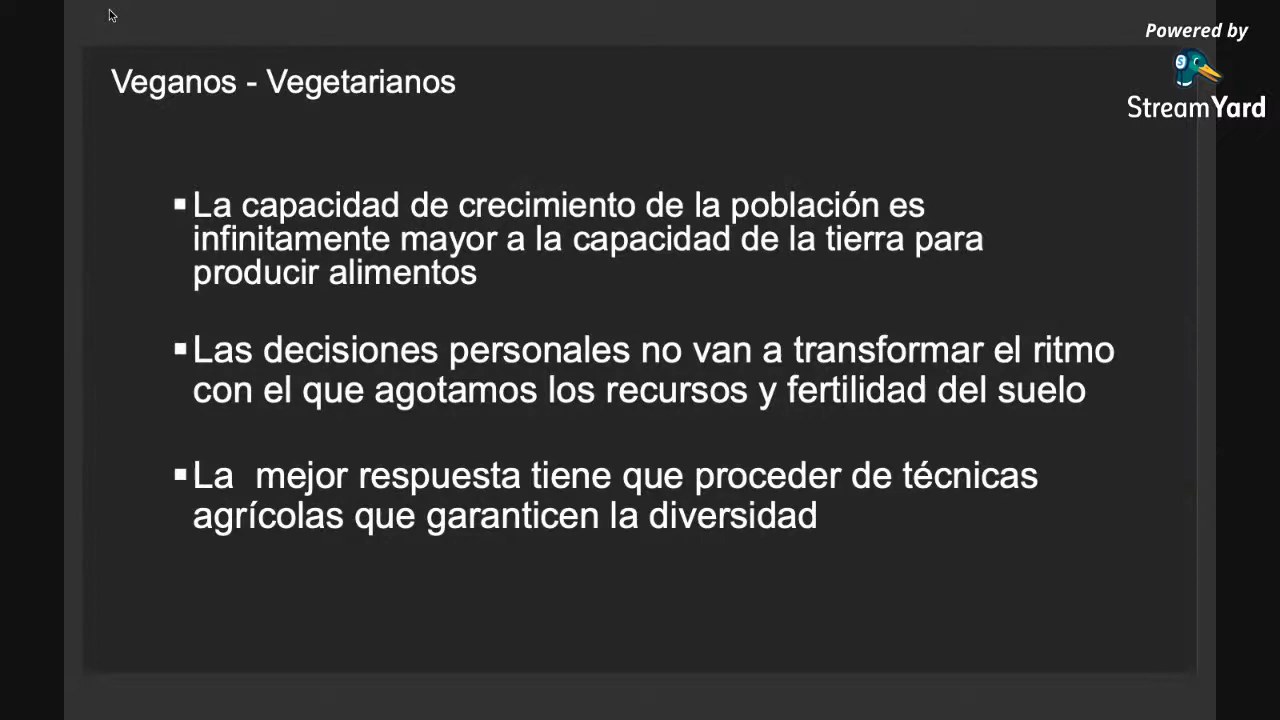 Powered by
StreamYard
Veganos - Vegetarianos
▪La capacidad de crecimiento de la población es
infinitamente mayor a la capacidad de la tierra para
producir alimentos
▪Las decisiones personales no van a transformar el ritmo
con el que agotamos los recursos y fertilidad del suelo
▪La  mejor respuesta tiene que proceder de técnicas
agrícolas que garanticen la diversidad